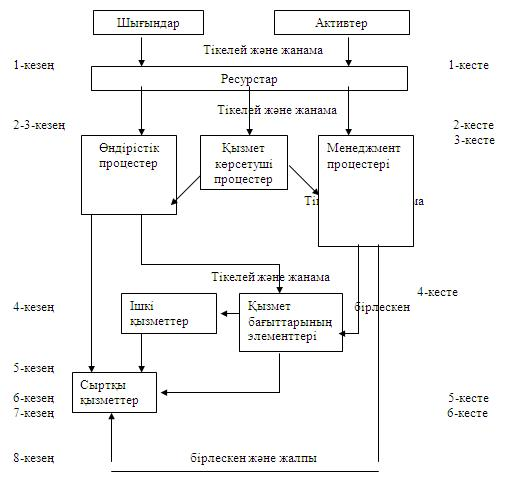 Шығындар
Активтер
Тікелей және жанама
1-кезең
1-кесте
Ресурстар
Тікелей және жанама
2-3-кезең
2-кесте
3-кесте
Өндірістік
процестер
Қызмет
көрсетуші
процестер
Менеджмент
процестері
Тікелей және жанама
4-кесте
4-кезең
Ішкі
қызметтер
Қызмет
бағыттарының
элементтері
бірлескен
5-кезең
Сыртқы
қызметтер
6-кезең
7-кезең
5-кесте
6-кесте
8-кезең
бірлескен және жалпы